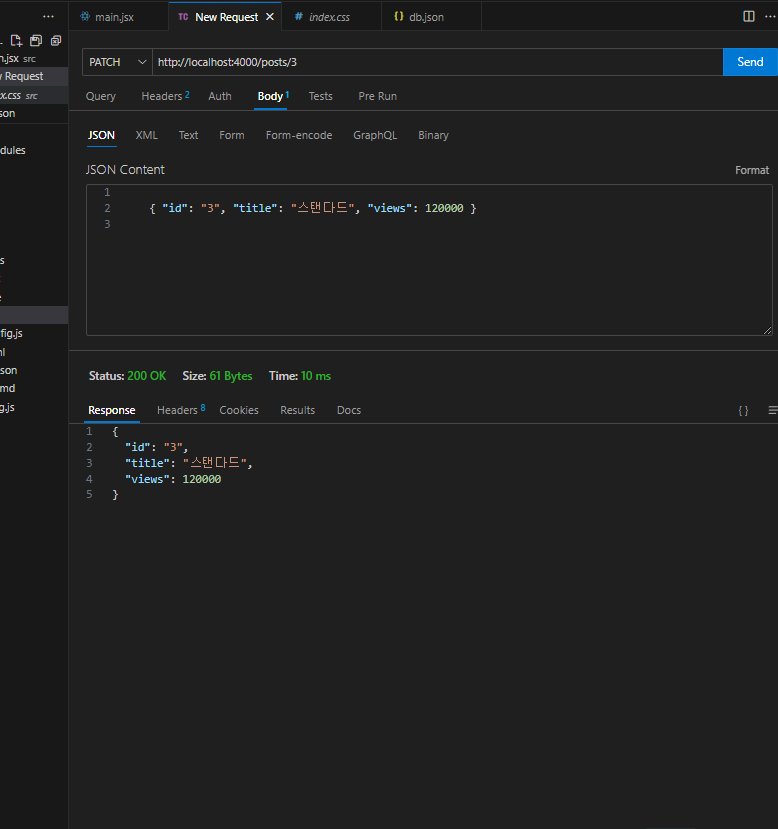 main.jsx
TC New Request
# index.css
{} db.json
n.jsx src
Request
x.css src
son
dules
s
fig.js
son
md
g.js
PATCH http://localhost:4000/posts/3 Send
Query Headers 2 Auth Body 1 Tests Pre Run
JSON XML Text Form Form-encode GraphQL Binary
JSON Content Format
1
2 { "id": "3", "title": "스탠다드", "views": 120000 }
3
Status: 200 OK Size: 61 Bytes Time: 10 ms
Response Headers 8 Cookies Results Docs { }
1 {
2 "id": "3",
3 "title": "스탠다드",
4 "views": 120000
5 }